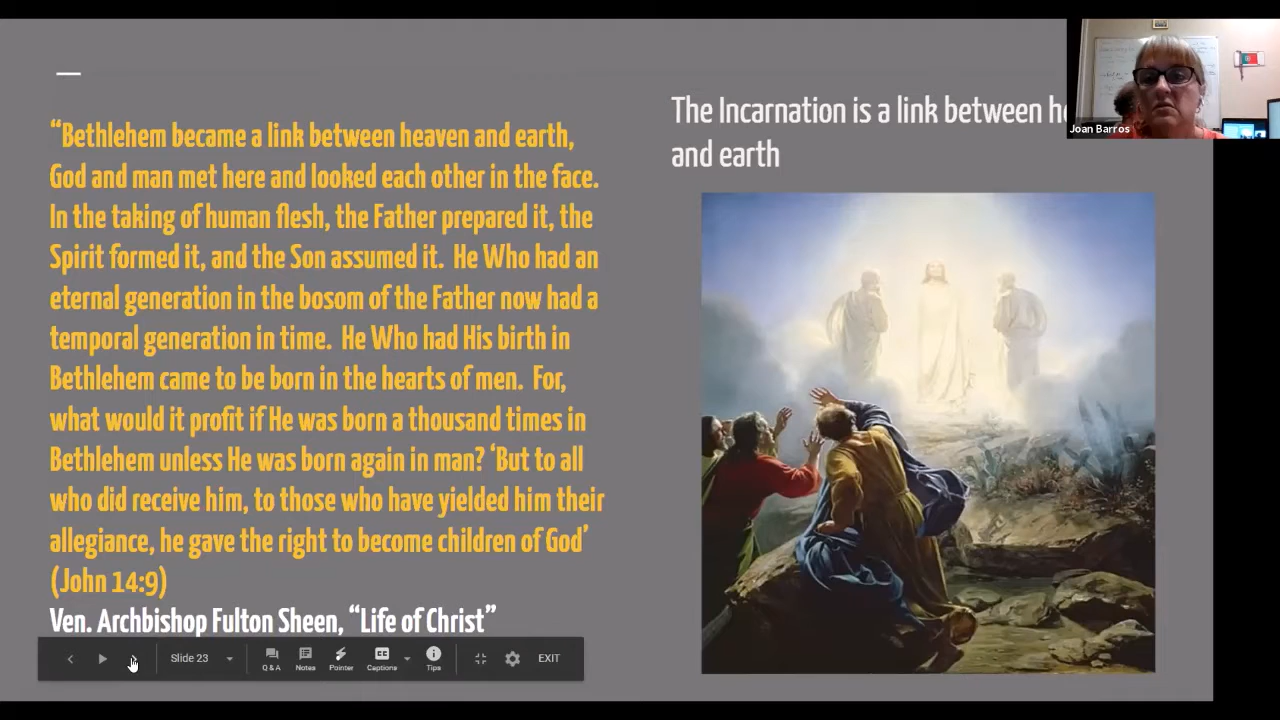 “Bethlehem became a link between heaven and earth,
God and man met here and looked each other in the face.
In the taking of human flesh, the Father prepared it, the
Spirit formed it, and the Son assumed it.  He Who had an
eternal generation in the bosom of the Father now had a
temporal generation in time.  He Who had His birth in
Bethlehem came to be born in the hearts of men.  For,
what would it profit if He was born a thousand times in
Bethlehem unless He was born again in man? ‘But to all
who did receive him, to those who have yielded him their
allegiance, he gave the right to become children of God’
(John 14:9)
Ven. Archbishop Fulton Sheen, “Life of Christ”
The Incarnation is a link between
and earth
Joan Barros
Slide 23
Q & A
Notes
Pointer
Captions
Tips
EXIT